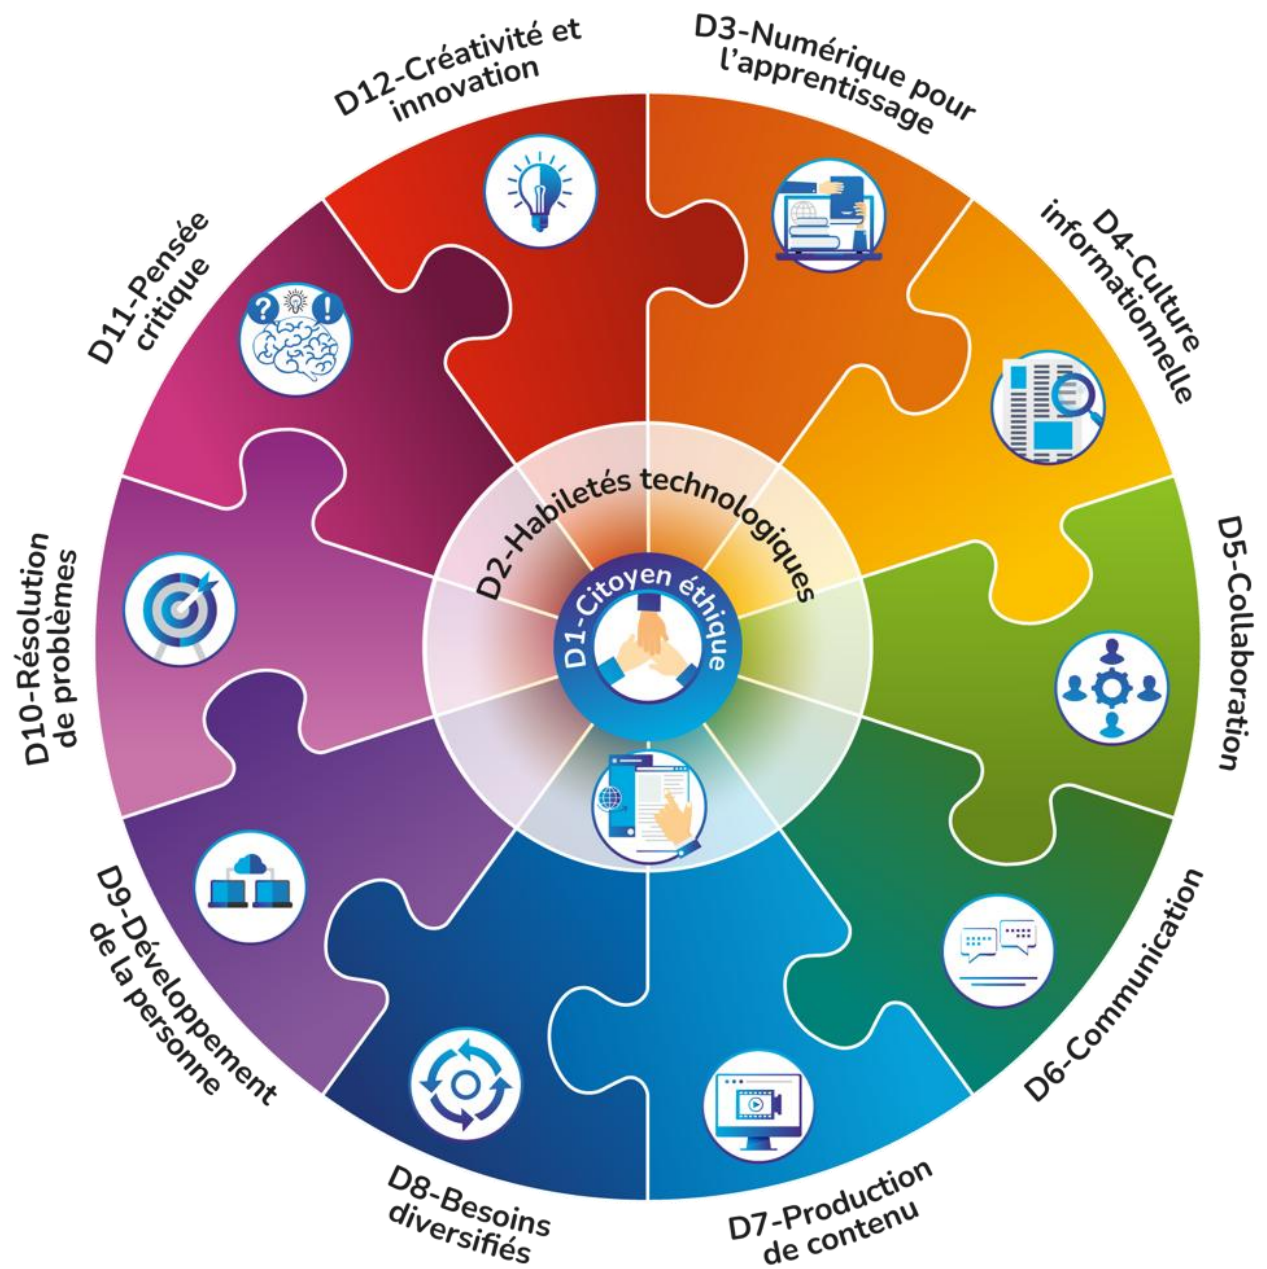 D1-Citoyen éthique
D2-Habiletés technologiques
D3-Numérique pour
l'apprentissage
D4-Culture
informationnelle
D5-Collaboration
D6-Communication
D7-Production
de contenu
D8-Besoins
diversifiés
D9-Développement
de la personne
D10-Résolution
de problèmes
D11-Pensée
critique
? !
D12-Créativité et
innovation